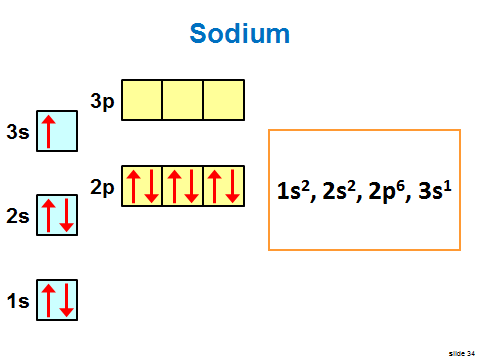 Sodium
3p
3s
2p
1s², 2s², 2p⁶, 3s¹
2s
1s
slide 34